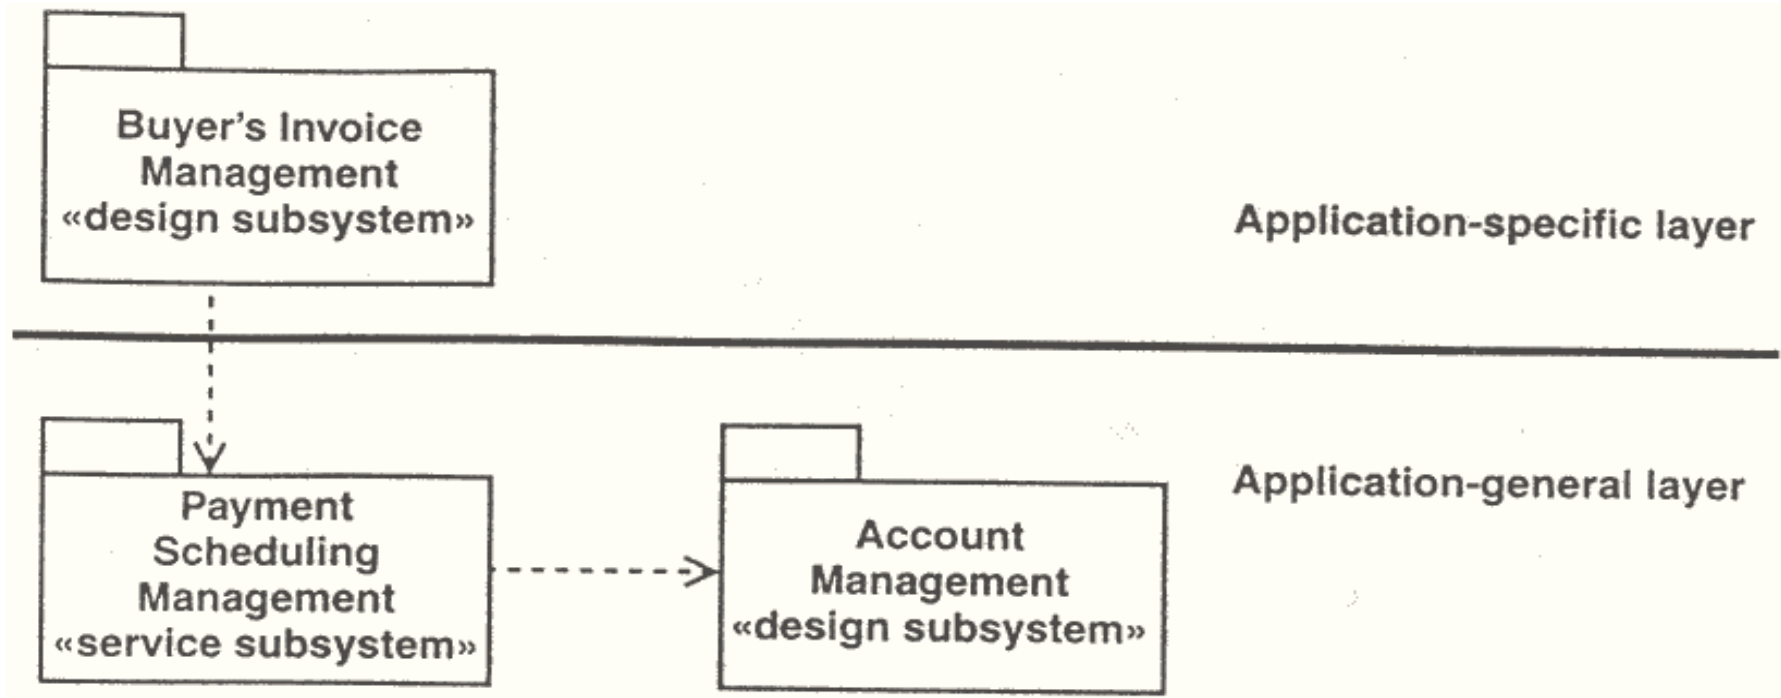 Buyer's Invoice
Management
«design subsystem»
Application-specific layer
Payment
Scheduling
Management
«service subsystem»
Account
Management
«design subsystem»
Application-general layer